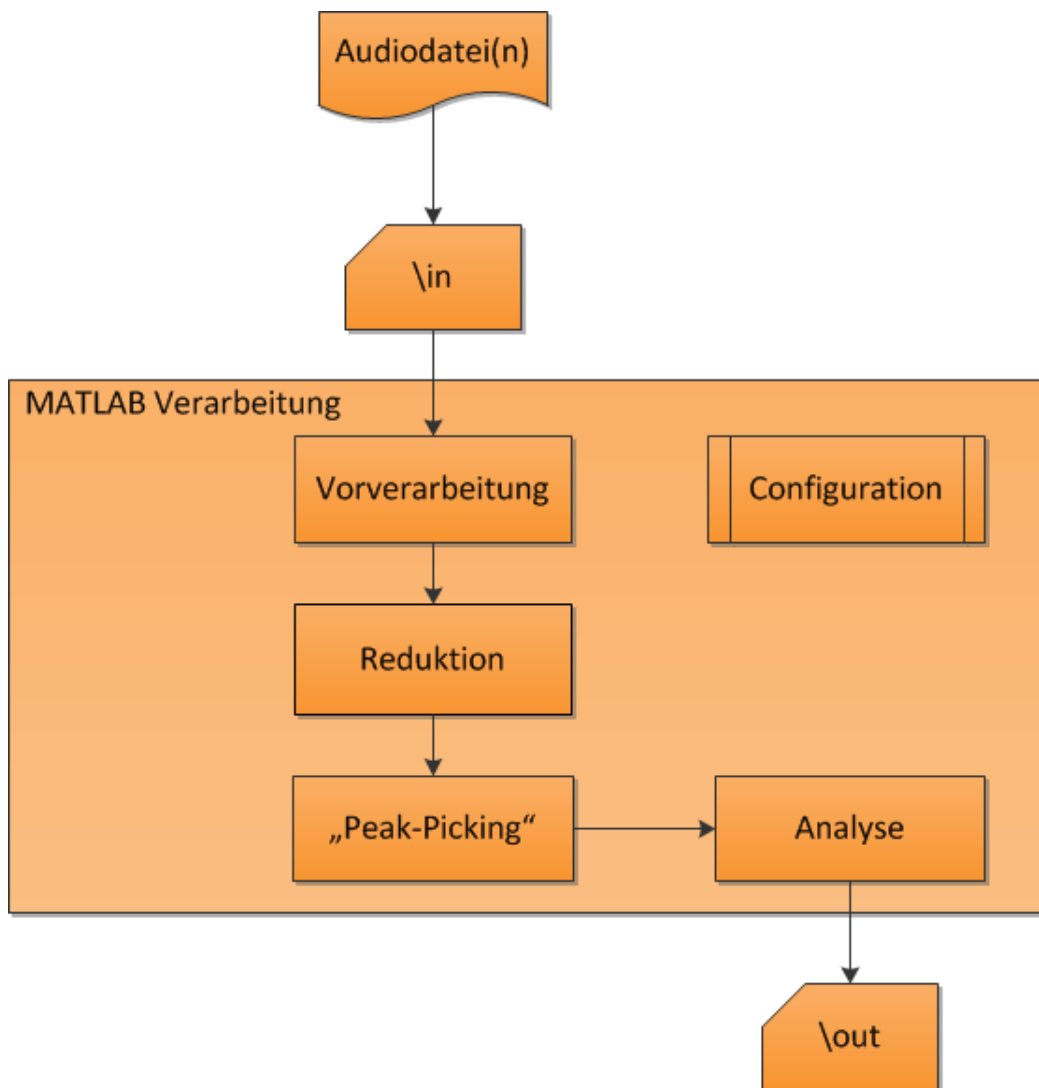 Audiodatei(n)
\in
MATLAB Verarbeitung
Vorverarbeitung
Configuration
Reduktion
„Peak-Picking“
Analyse
\out